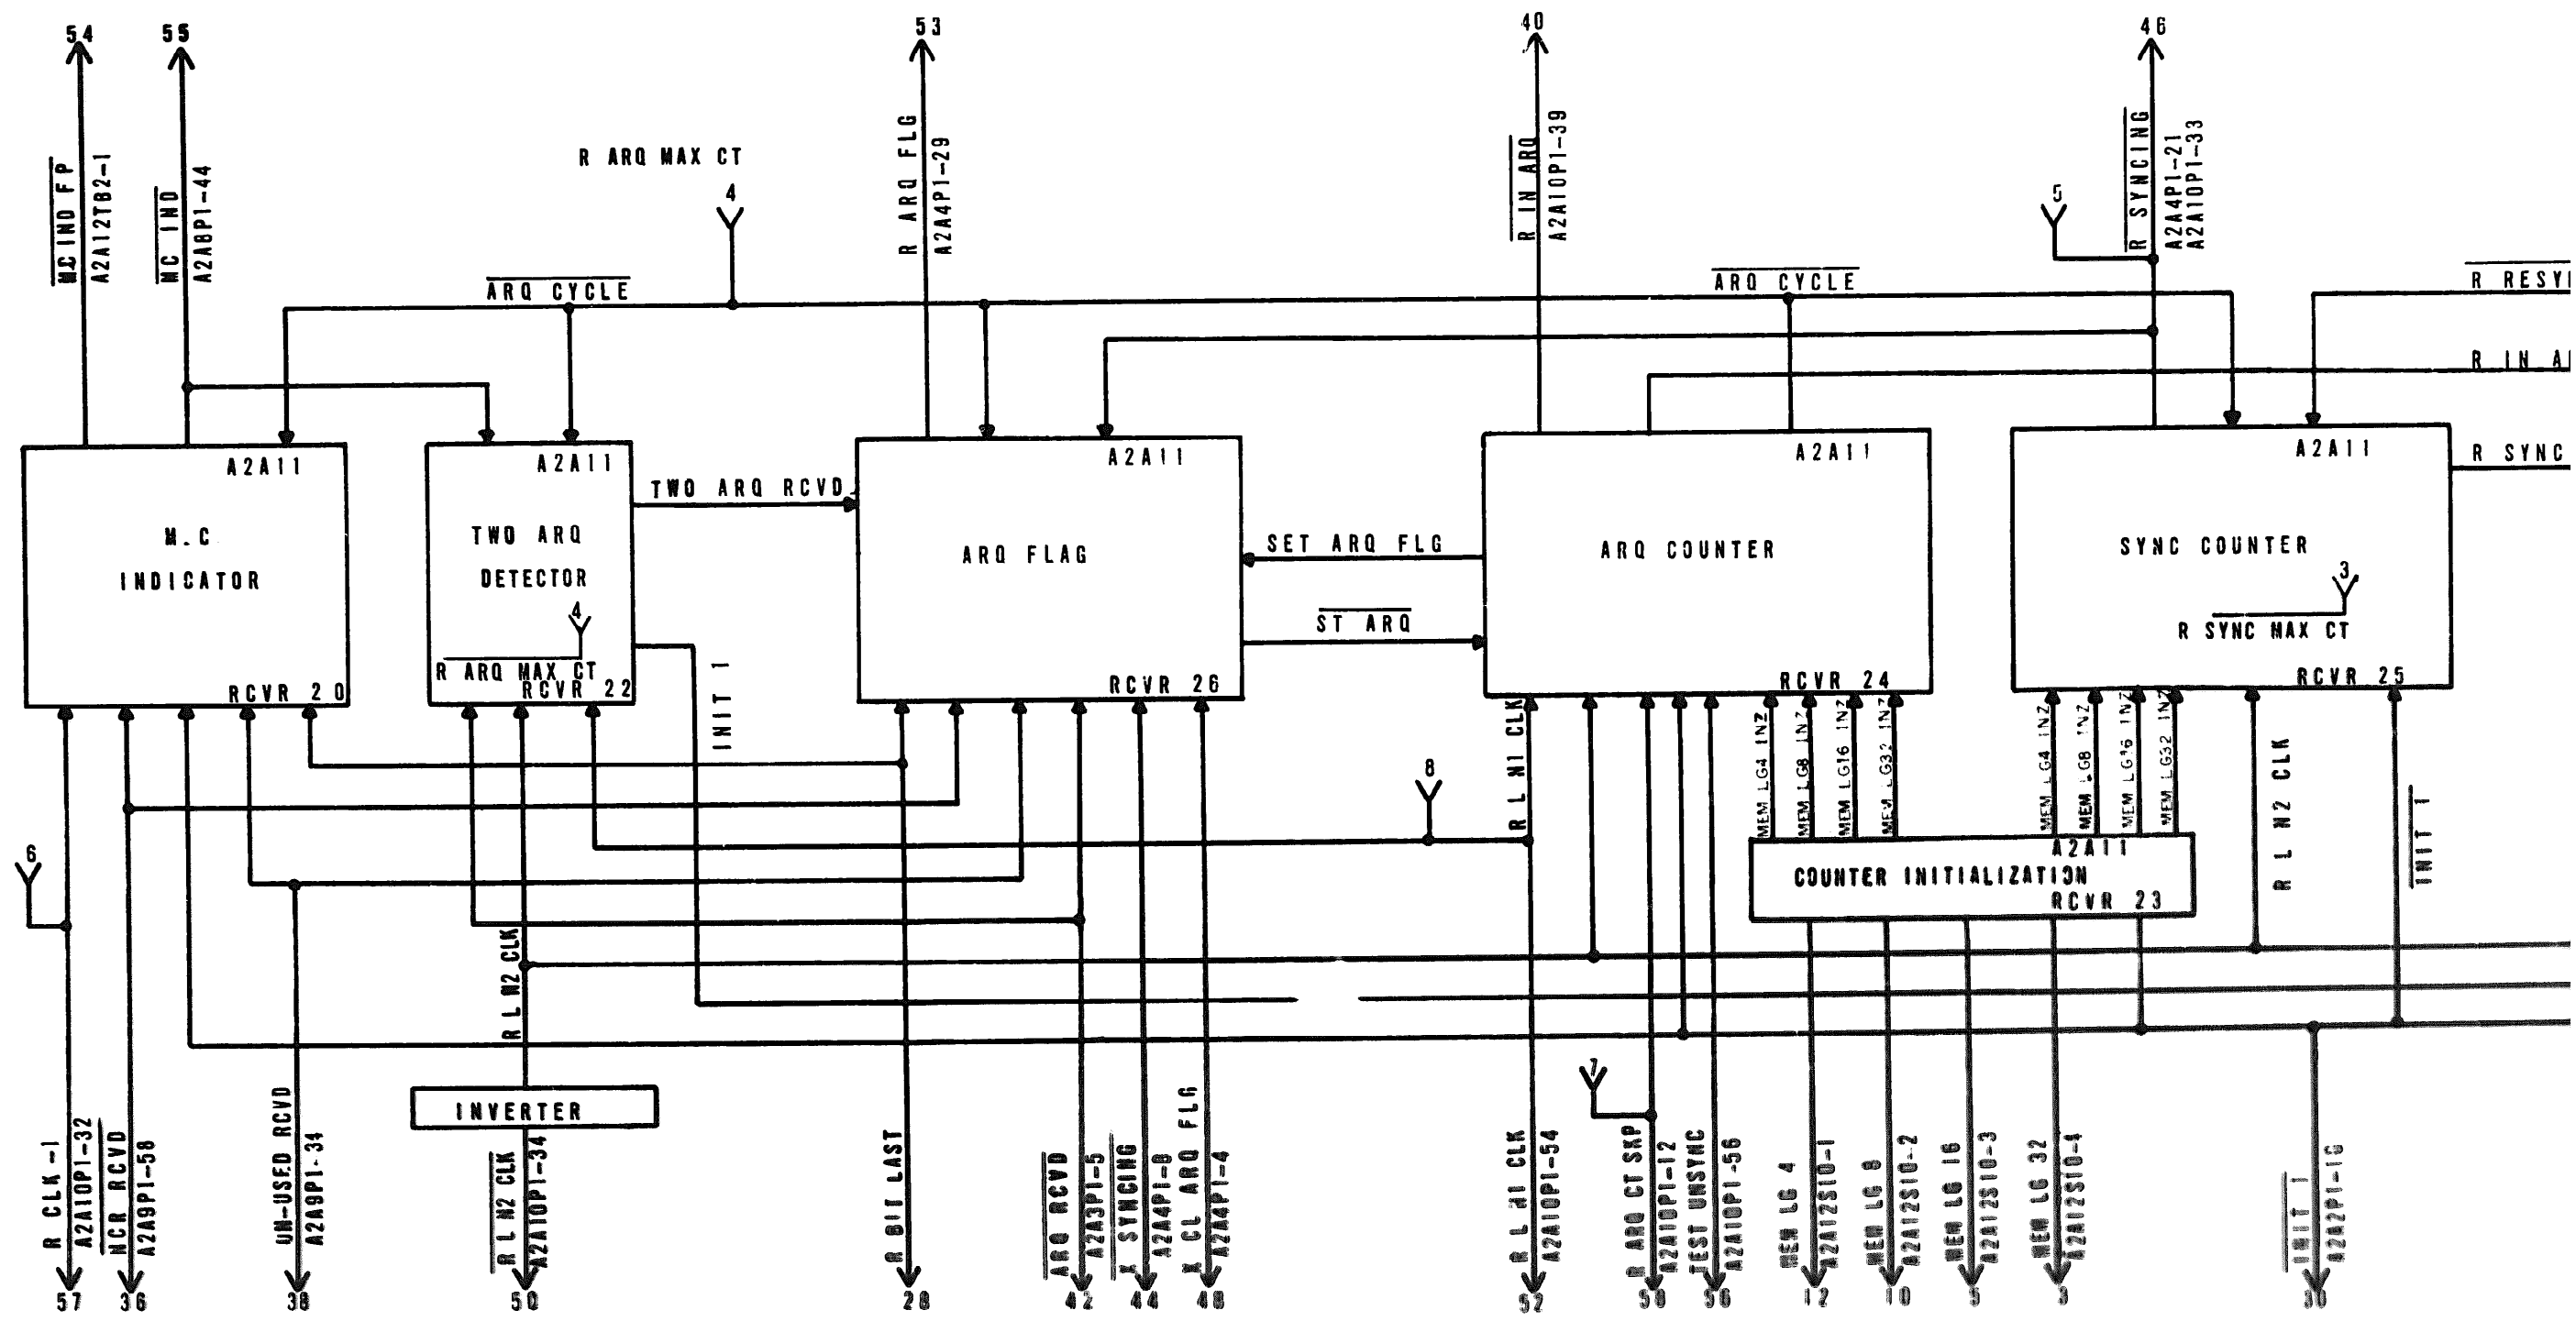 54
55
53
40
46
MC IND FP
A2A12TB2-1
MC IND
A2A8P1-44
R ARQ MAX CT
4
R ARQ FLG
A2A4P1-29
R IN ARQ
A2A10P1-39
5
R SYNCING
A2A4P1-21
A2A10P1-33
ARQ CYCLE
ARQ CYCLE
R RESY
R IN A
R SYNC
A2A11
M.C
INDICATOR
RCVR 20
A2A11
TWO ARQ
DETECTOR
4
R ARQ MAX CT
RCVR 22
TWO ARQ RCVD
A2A11
ARQ FLAG
RCVR 26
SET ARQ FLG
ST ARQ
A2A11
ARQ COUNTER
RCVR 24
A2A11
SYNC COUNTER
3
R SYNC MAX CT
RCVR 25
INIT 1
8
R L N1 CLK
MEM LG4 INZ
MEM LG8 INZ
MEM LG16 INZ
MEM LG32 INZ
MEM LG4 INZ
MEM LG8 INZ
MEM LG16 INZ
MEM LG32 INZ
R L N2 CLK
INIT 1
A2A11
COUNTER INITIALIZATION
RCVR 23
6
R L N2 CLK
INVERTER
7
R CLK-1
A2A10P1-32
NCR RCVD
A2A9P1-58
UN-USED RCVD
A2A9P1-34
R L N2 CLK
A2A10P1-34
R BIT LAST
ARQ RCVD
A2A3P1-5
X SYNCING
A2A4P1-8
X CL ARQ FLG
A2A4P1-4
R L N1 CLK
A2A10P1-54
R ARQ CT SKP
A2A10P1-12
TEST UNSYNC
A2A10P1-56
MEM LG 4
A2A12S10-1
MEM LG 8
A2A12S10-2
MEM LG 16
A2A12S10-3
MEM LG 32
A2A12S10-4
INIT 1
57
36
38
50
28
42
44
48
52
58
56
12
10
30